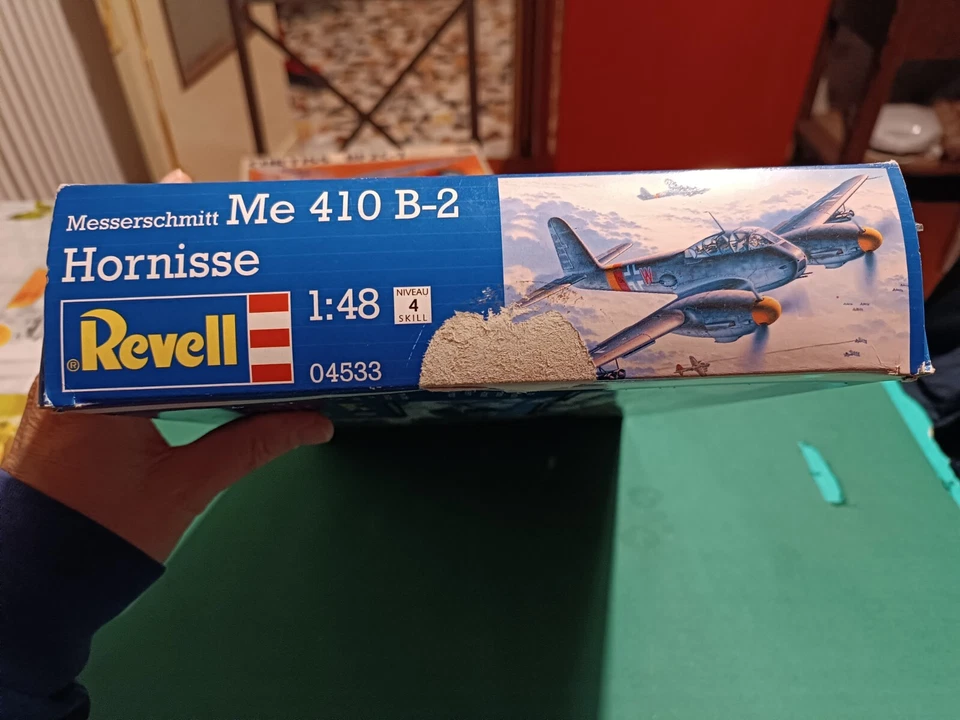 Messerschmitt Me 410 B-2
Hornisse
Revell
®
1:48
NIVEAU
4
SKILL
04533